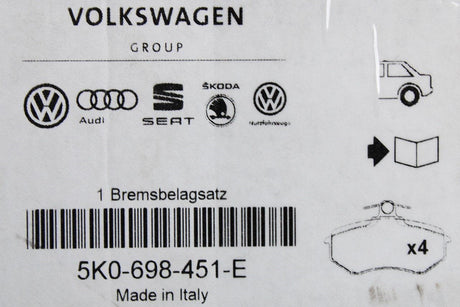 VOLKSWAGEN
GROUP
Audi
SEAT
ŠKODA
Nutzfahrzeuge
1 Bremsbelagsatz
x4
5K0-698-451-E
Made in Italy